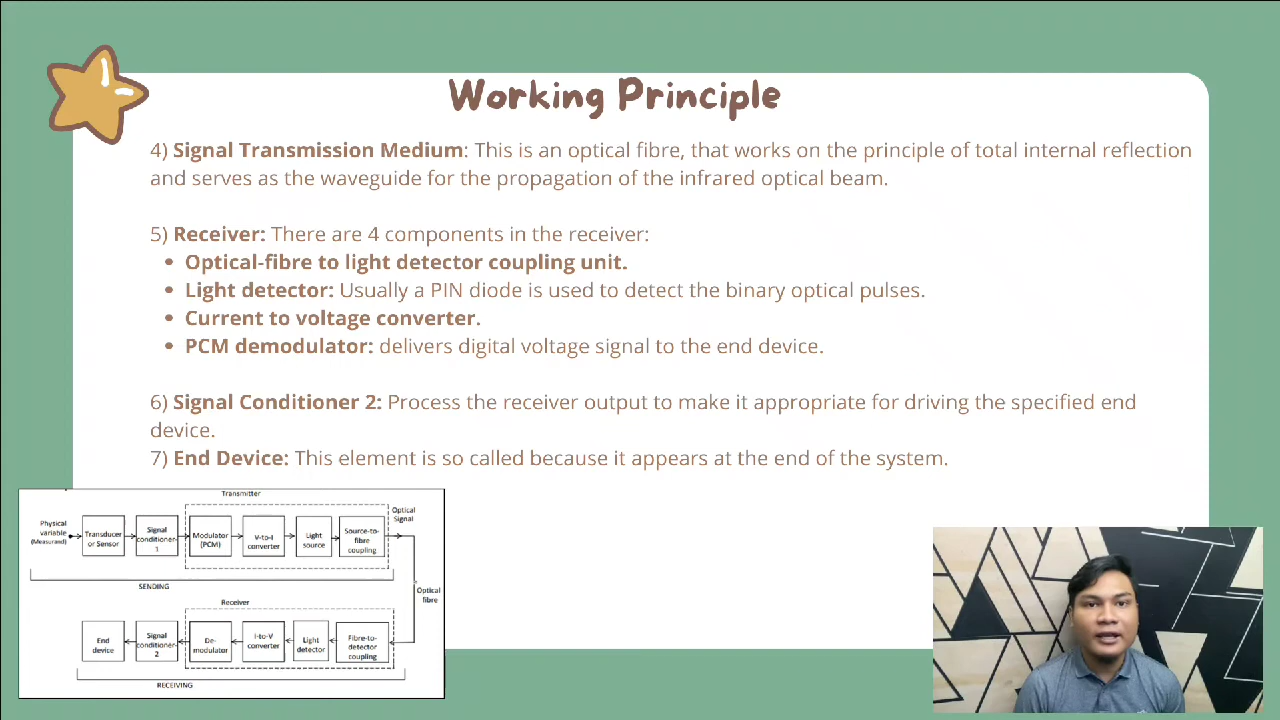 Working Principle
4) Signal Transmission Medium: This is an optical fibre, that works on the principle of total internal reflection
and serves as the waveguide for the propagation of the infrared optical beam.
5) Receiver: There are 4 components in the receiver:
• Optical-fibre to light detector coupling unit.
• Light detector: Usually a PIN diode is used to detect the binary optical pulses.
• Current to voltage converter.
• PCM demodulator: delivers digital voltage signal to the end device.
6) Signal Conditioner 2: Process the receiver output to make it appropriate for driving the specified end
device.
7) End Device: This element is so called because it appears at the end of the system.
Transmitter
Physical
variable
(Measurand)
Transducer
or Sensor
Signal
conditioner-
1
Modulator
(PCM)
V-to-I
converter
Light
source
Source-to-
fibre
coupling
Optical
Signal
SENDING
Optical
fibre
Receiver
End
device
Signal
conditioner-
2
De-
modulator
I-to-V
converter
Light
detector
Fibre-to-
detector
coupling
RECEIVING